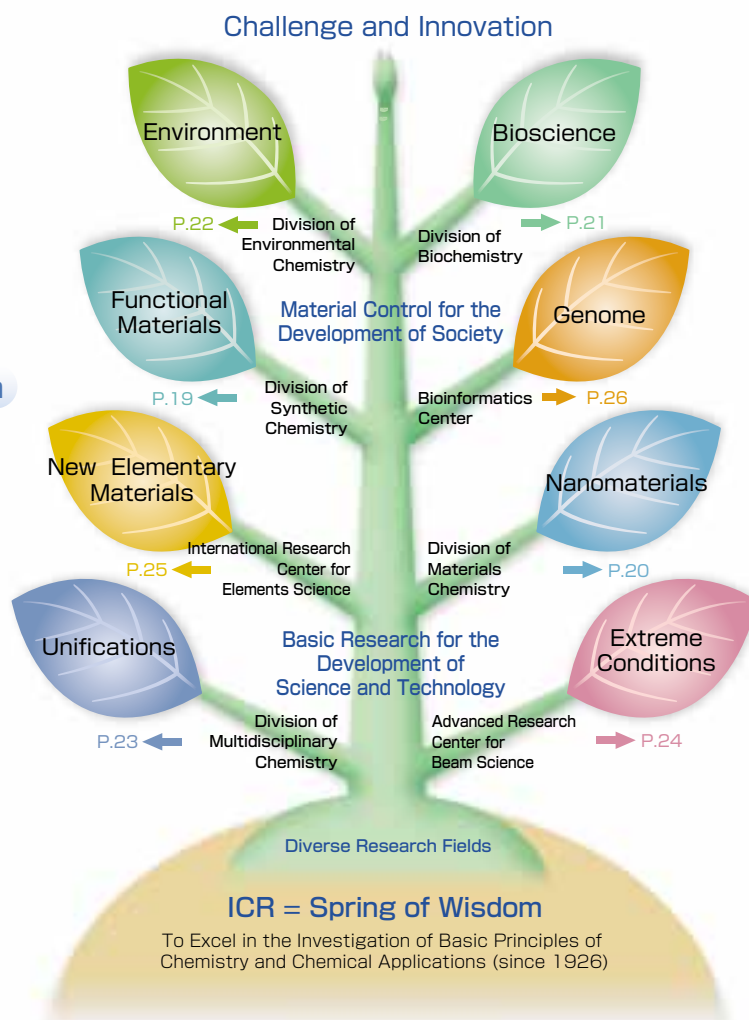 Challenge and Innovation
Environment
Bioscience
P.22
Division of
Environmental
Chemistry
Division of
Biochemistry
P.21
Functional
Materials
Material Control for the
Development of Society
Genome
P.19
Division of
Synthetic
Chemistry
Bioinformatics
Center
P.26
New Elementary
Materials
Nanomaterials
P.25
International Research
Center for
Elements Science
Division of
Materials
Chemistry
P.20
Unifications
Basic Research for the
Development of
Science and Technology
Extreme
Conditions
P.23
Division of
Multidisciplinary
Chemistry
Advanced Research
Center for
Beam Science
P.24
Diverse Research Fields
ICR = Spring of Wisdom
To Excel in the Investigation of Basic Principles of
Chemistry and Chemical Applications (since 1926)